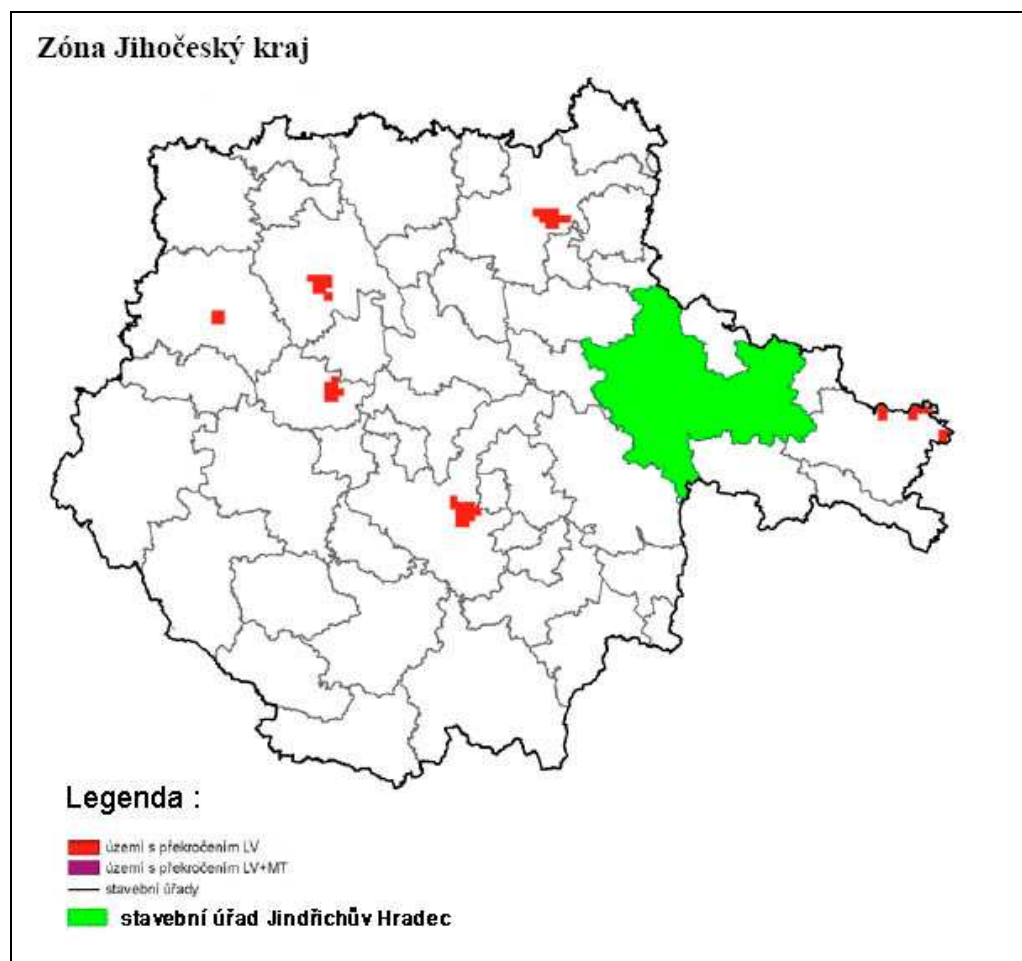 Zóna Jihočeský kraj
Legenda :
území s překročením LV
území s překročením LV+MT
stavební úřady
stavební úřad Jindřichův Hradec